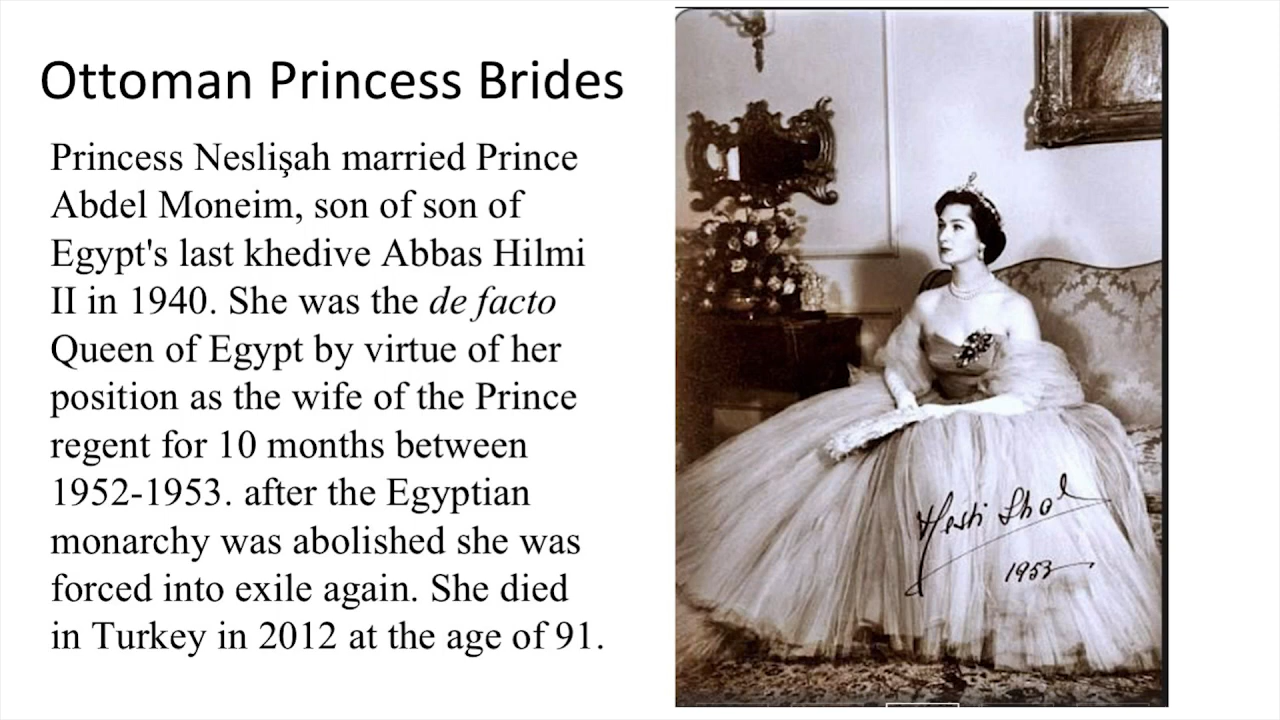 Ottoman Princess Brides
Princess Neslişah married Prince
Abdel Moneim, son of son of
Egypt's last khedive Abbas Hilmi
II in 1940. She was the de facto
Queen of Egypt by virtue of her
position as the wife of the Prince
regent for 10 months between
1952-1953. after the Egyptian
monarchy was abolished she was
forced into exile again. She died
in Turkey in 2012 at the age of 91.
Nesli Shah
1953